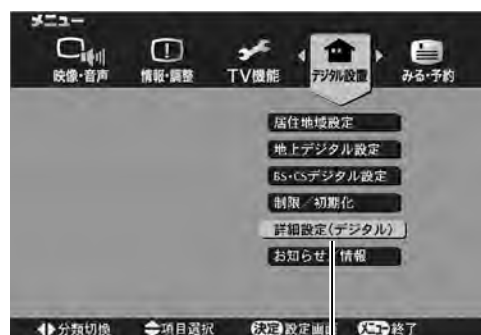 メニュー
映像・音声 情報・調整 TV機能 デジタル設置 みる・予約
居住地域設定
地上デジタル設定
BS・CSデジタル設定
制限／初期化
詳細設定(デジタル)
お知らせ／情報
分類切換 項目選択 決定 設定画面 メニュー 終了